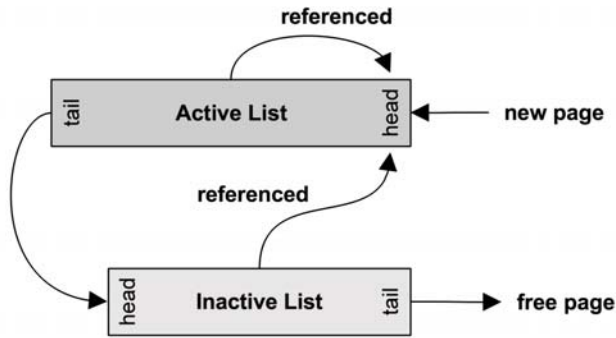 referenced
tail
Active List
head
new page
referenced
head
Inactive List
tail
free page